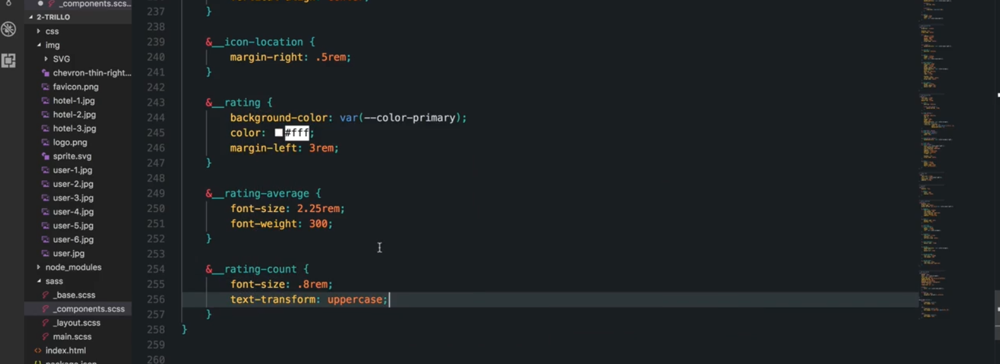 _components.scs...
2-TRILLO
css
img
SVG
chevron-thin-right...
favicon.png
hotel-1.jpg
hotel-2.jpg
hotel-3.jpg
logo.png
sprite.svg
user-1.jpg
user-2.jpg
user-3.jpg
user-4.jpg
user-5.jpg
user-6.jpg
user.jpg
node_modules
sass
_base.scss
_components.scss
_layout.scss
main.scss
index.html
237 }
238
239 &__icon-location {
240 margin-right: .5rem;
241 }
242
243 &__rating {
244 background-color: var(--color-primary);
245 color: #fff;
246 margin-left: 3rem;
247 }
248
249 &__rating-average {
250 font-size: 2.25rem;
251 font-weight: 300;
252 }
253
254 &__rating-count {
255 font-size: .8rem;
256 text-transform: uppercase;
257 }
258 }
259
260